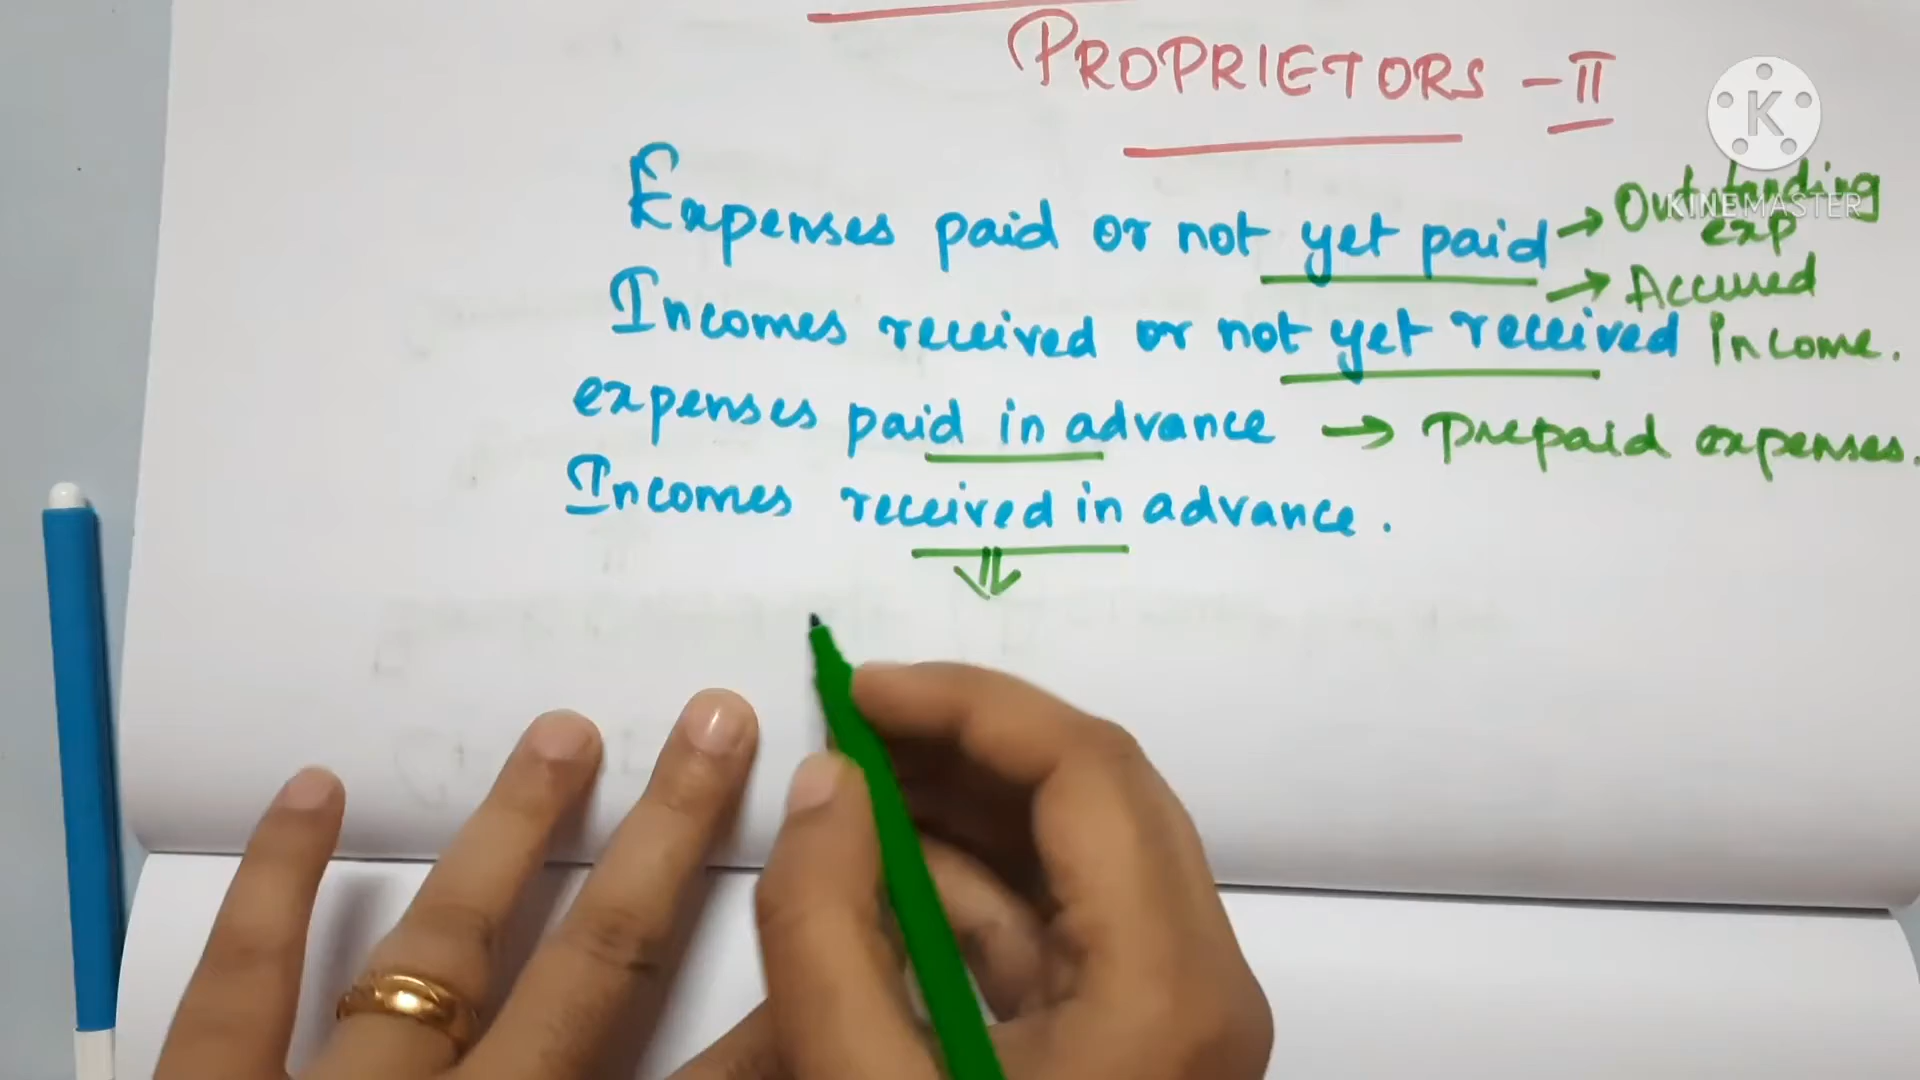 PROPRIETORS - II
K
KINEMASTER
Expenses paid or not yet paid → Outstanding exp
→ Accured
Incomes received or not yet received income.
expenses paid in advance → Prepaid expenses.
Incomes received in advance.